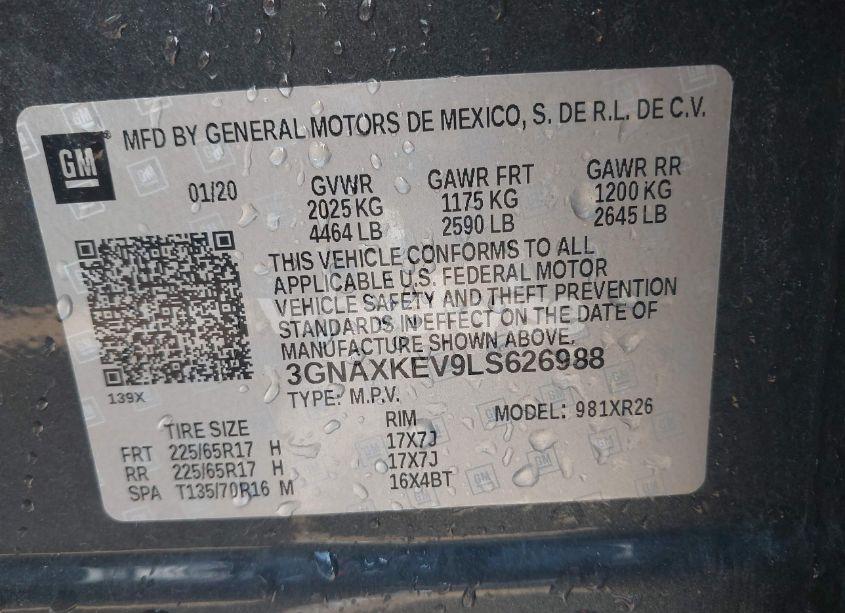 GM
MFD BY GENERAL MOTORS DE MEXICO, S. DE R.L. DE C.V.
01/20 GVWR GAWR FRT GAWR RR
2025 KG 1175 KG 1200 KG
4464 LB 2590 LB 2645 LB
THIS VEHICLE CONFORMS TO ALL
APPLICABLE U.S. FEDERAL MOTOR
VEHICLE SAFETY AND THEFT PREVENTION
STANDARDS IN EFFECT ON THE DATE OF
MANUFACTURE SHOWN ABOVE.
3GNAXKEV9LS626988
139X
TYPE: M.P.V.
TIRE SIZE RIM MODEL: 981XR26
FRT 225/65R17 H 17X7J
RR 225/65R17 H 17X7J
SPA T135/70R16 M 16X4BT